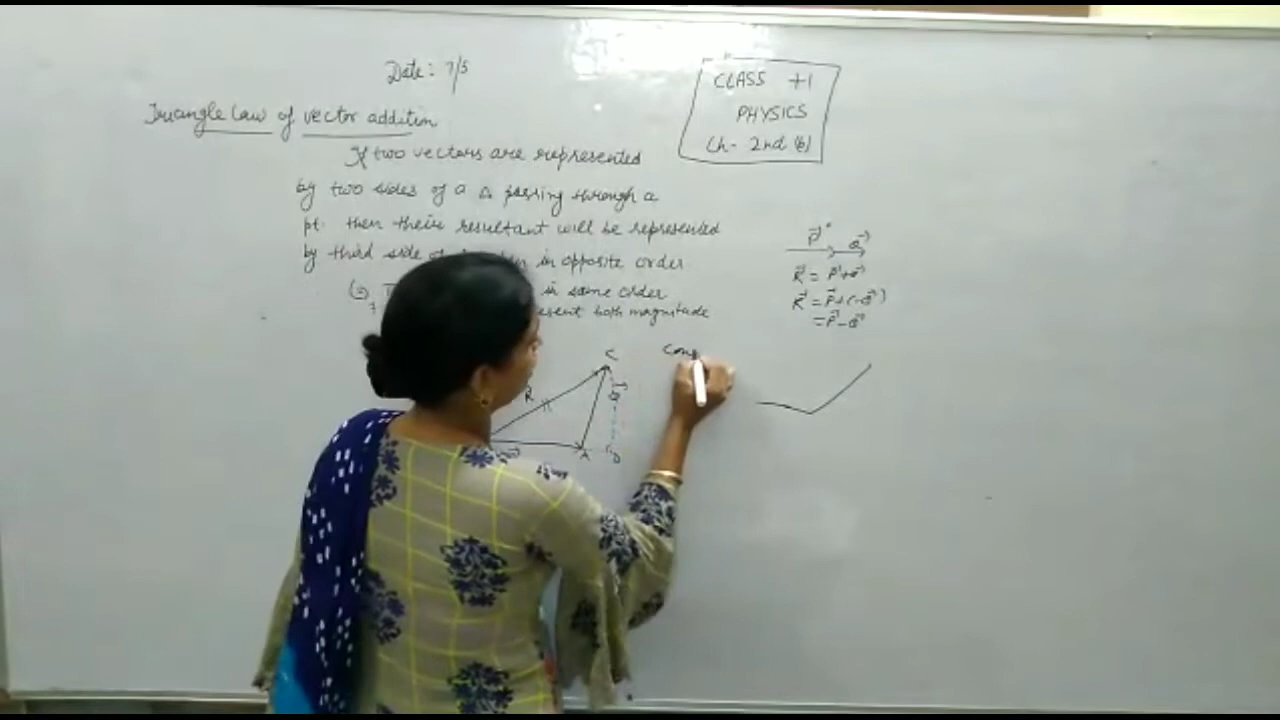 Date: 7/5
CLASS +1
PHYSICS
Ch- 2nd (B)
Triangle Law of vector addition
If two vectors are represented
by two sides of a Δ passing through a
pt. then their resultant will be represented
by third side of in opposite order
in same order
both magnitude
P⃗ Q⃗
R⃗ = P⃗+Q⃗
R⃗ = P⃗+(-Q⃗)
= P⃗-Q⃗
C
R
Q
A
D
Con